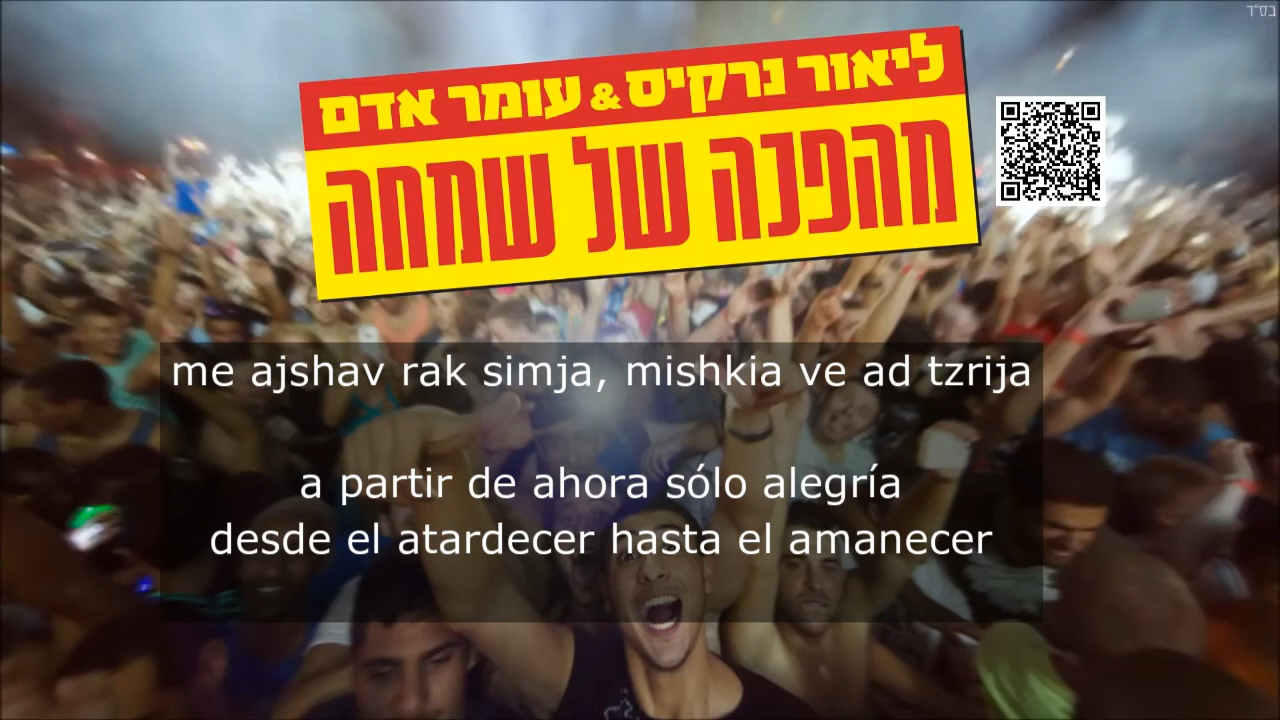 בס"ד
ליאור נרקיס & עומר אדם
מהפכה של שמחה
me ajshav rak simja, mishkia ve ad tzrija
a partir de ahora sólo alegría
desde el atardecer hasta el amanecer